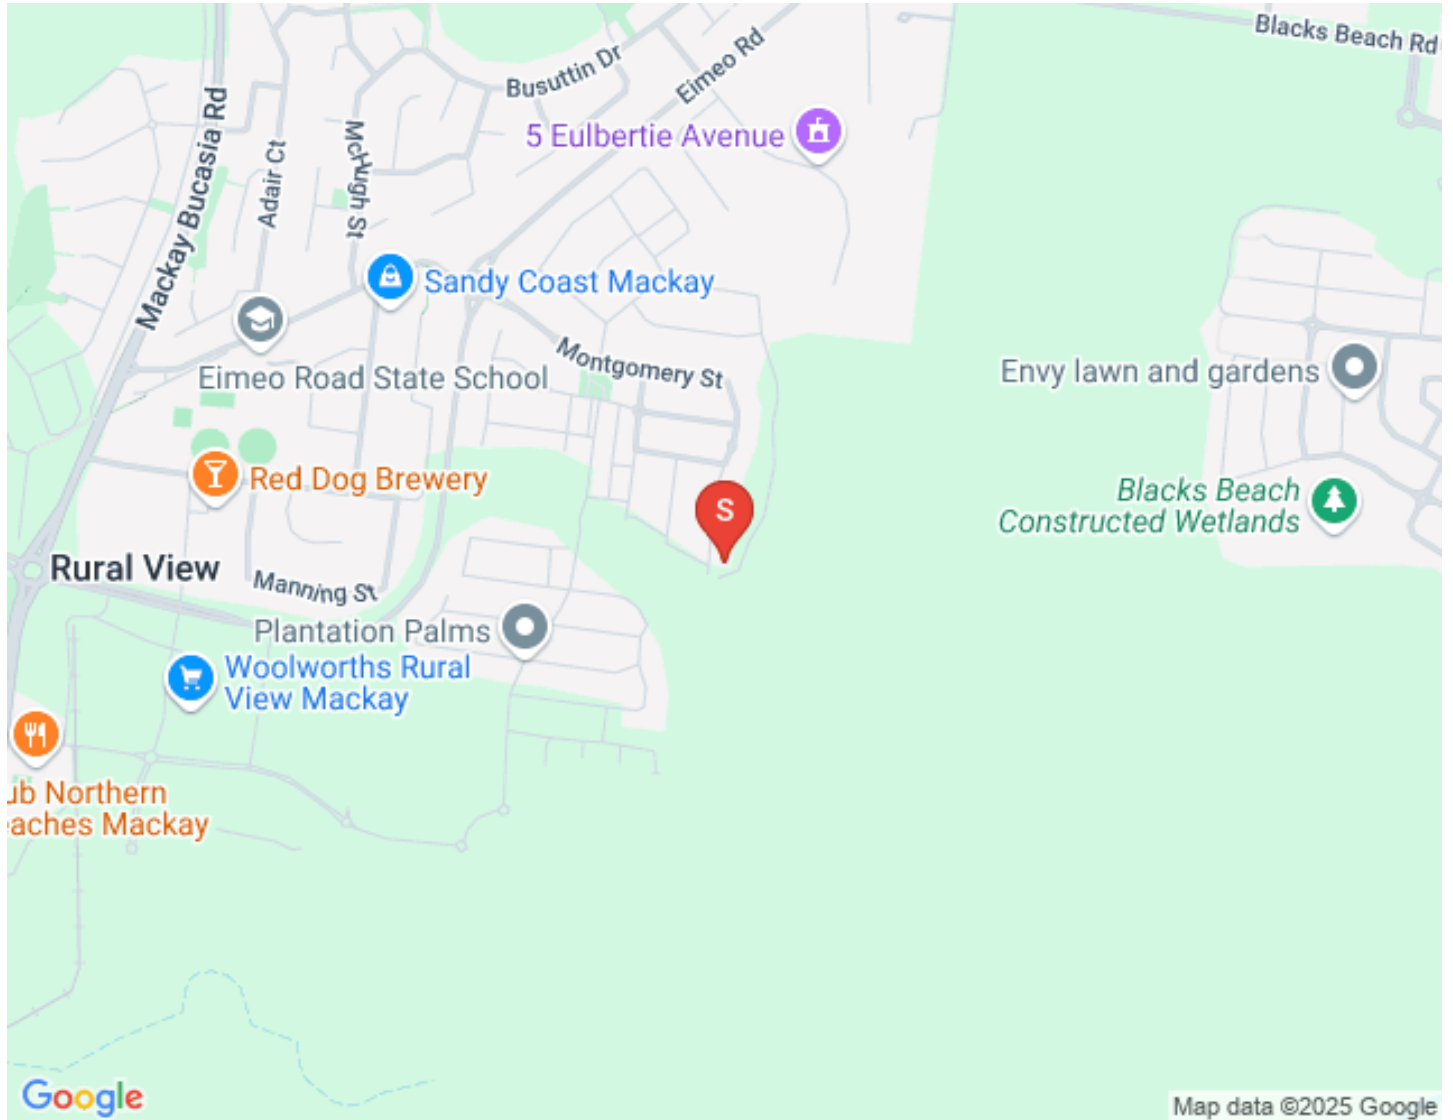 Blacks Beach Rd
Busuttin Dr
Eimeo Rd
Mackay Bucasia Rd
Adair Ct
McHugh St
5 Eulbertie Avenue
Sandy Coast Mackay
Eimeo Road State School
Montgomery St
Envy lawn and gardens
Red Dog Brewery
Blacks Beach
Constructed Wetlands
S
Rural View
Manning St
Plantation Palms
Woolworths Rural
View Mackay
ub Northern
eaches Mackay
Google
Map data ©2025 Google